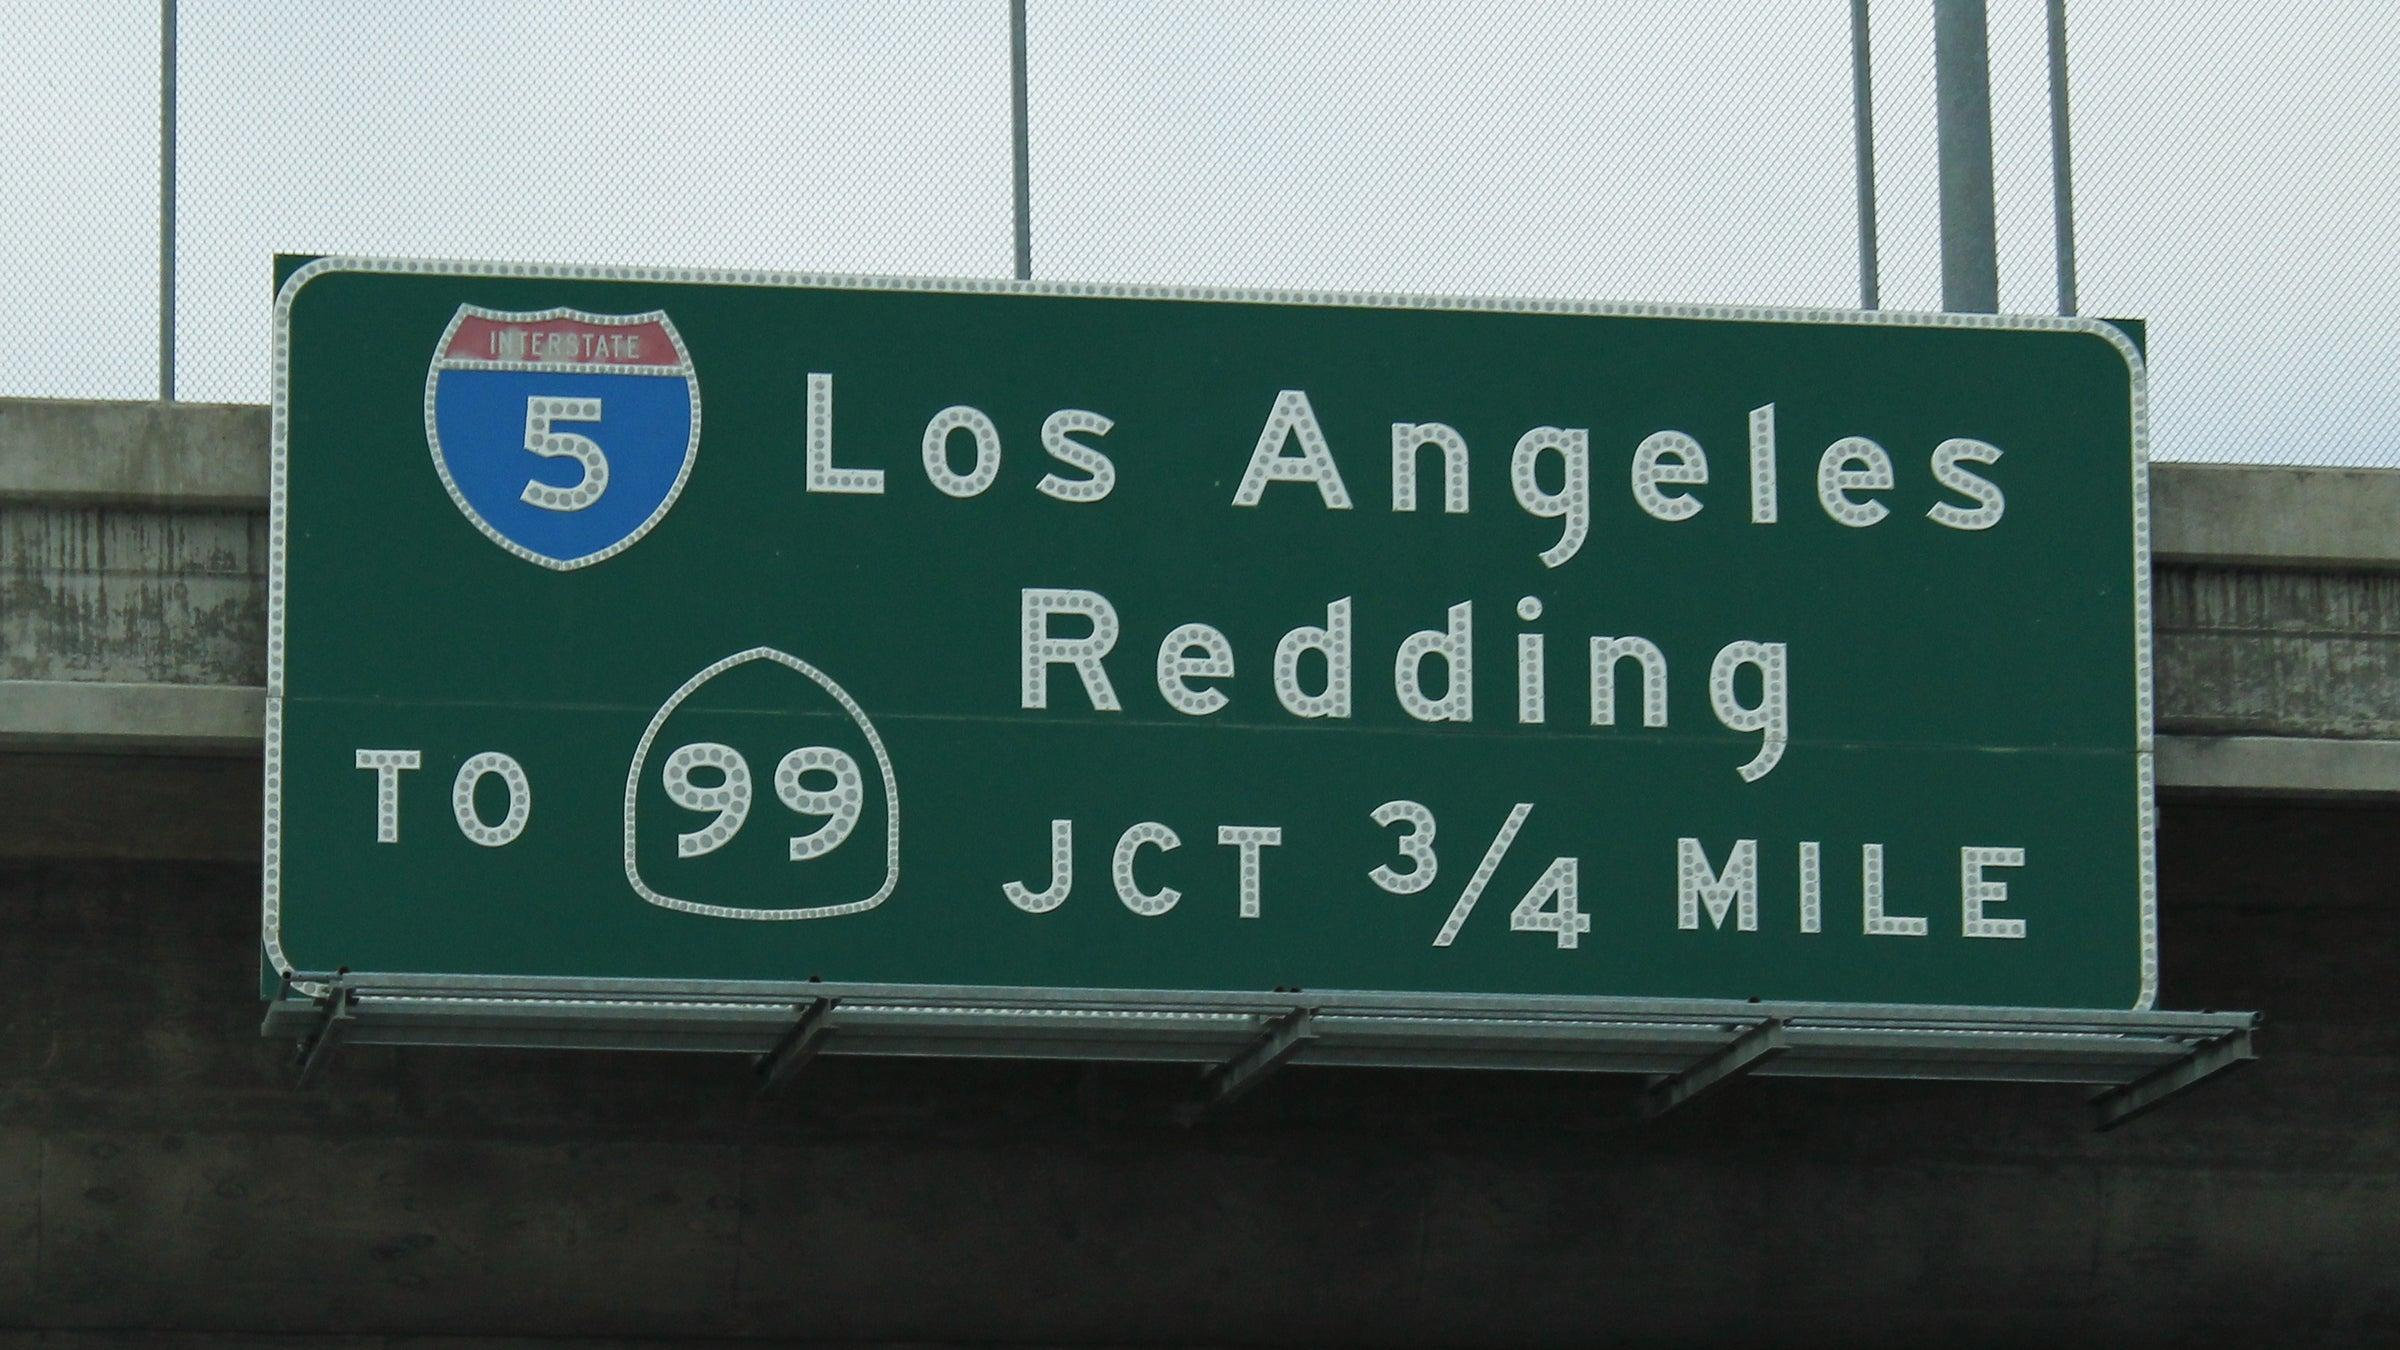 INTERSTATE
5 Los Angeles
Redding
TO 99 JCT 3/4 MILE